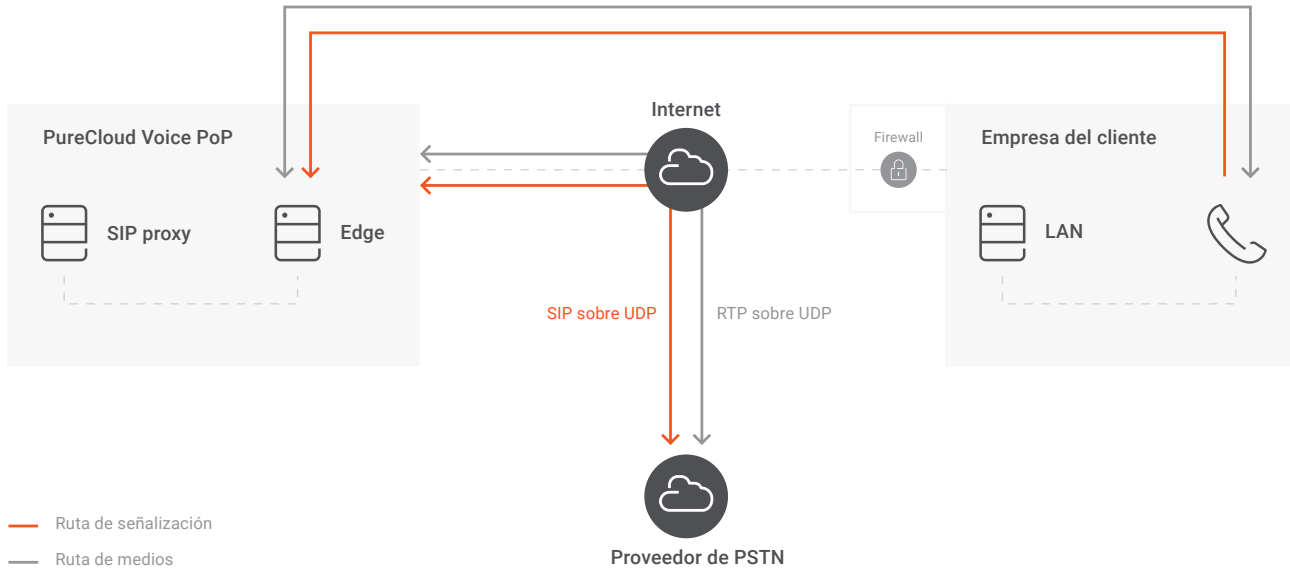 Internet
PureCloud Voice PoP
Firewall
Empresa del cliente
SIP proxy
Edge
LAN
SIP sobre UDP
RTP sobre UDP
Ruta de señalización
Ruta de medios
Proveedor de PSTN